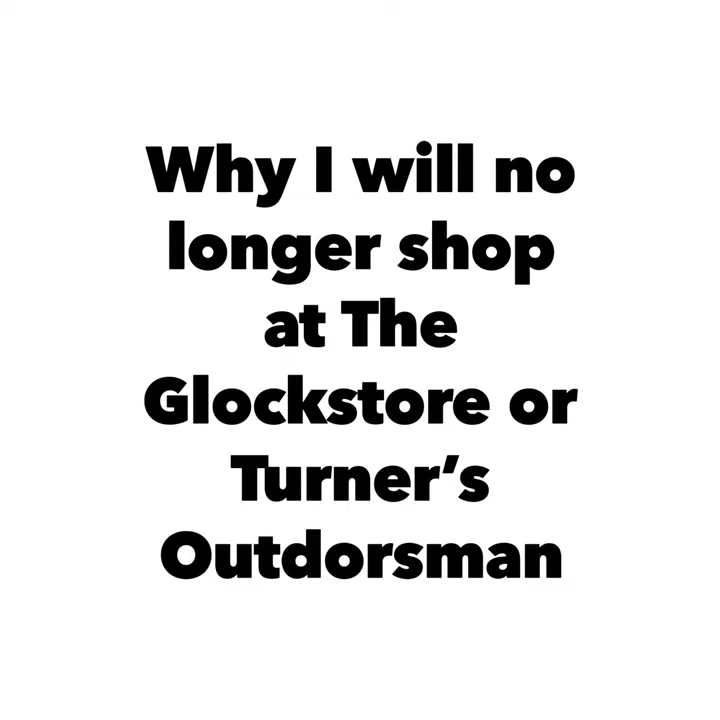 Why I will no
longer shop
at The
Glockstore or
Turner’s
Outdorsman